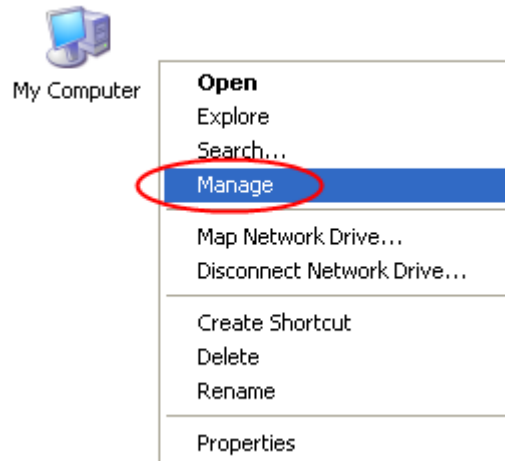 My Computer
Open
Explore
Search...
Manage
Map Network Drive...
Disconnect Network Drive...
Create Shortcut
Delete
Rename
Properties